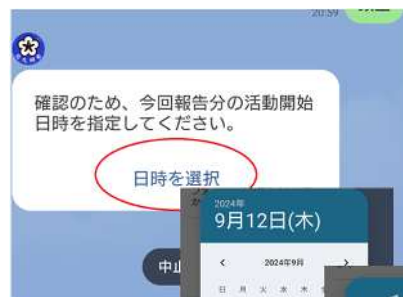 20:59
確認のため、今回報告分の活動開始
日時を指定してください。
日時を選択
2024年
9月12日(木)
中止
< 2024年9月 >
日 月 火 水 木